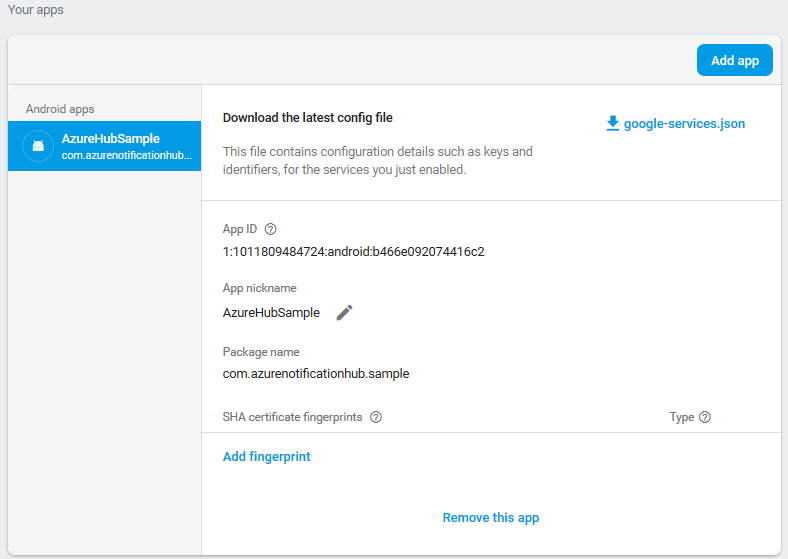 Your apps
Add app
Android apps
AzureHubSample
com.azurenotificationhub...
Download the latest config file
google-services.json
This file contains configuration details such as keys and
identifiers, for the services you just enabled.
App ID
1:1011809484724:android:b466e092074416c2
App nickname
AzureHubSample
Package name
com.azurenotificationhub.sample
SHA certificate fingerprints
Type
Add fingerprint
Remove this app